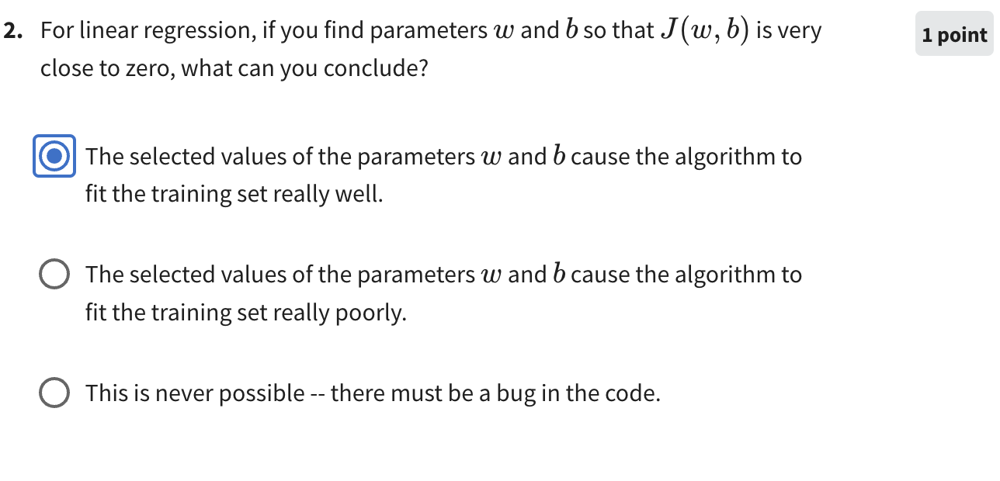 2. For linear regression, if you find parameters w and b so that J(w, b) is very
1 point
close to zero, what can you conclude?
The selected values of the parameters w and b cause the algorithm to
fit the training set really well.
The selected values of the parameters w and b cause the algorithm to
fit the training set really poorly.
This is never possible -- there must be a bug in the code.